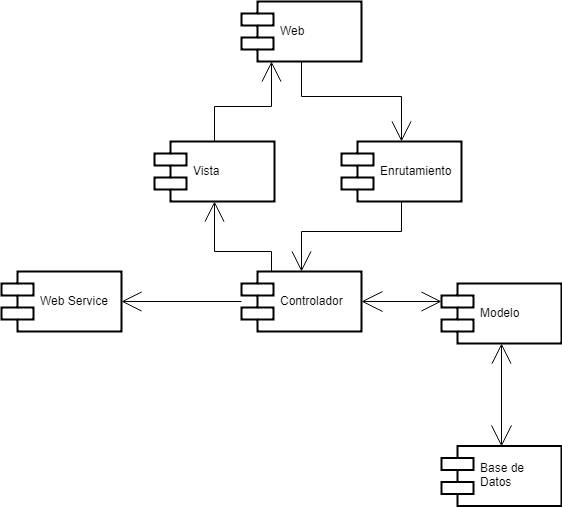 Web
Vista
Enrutamiento
Web Service
Controlador
Modelo
Base de
Datos